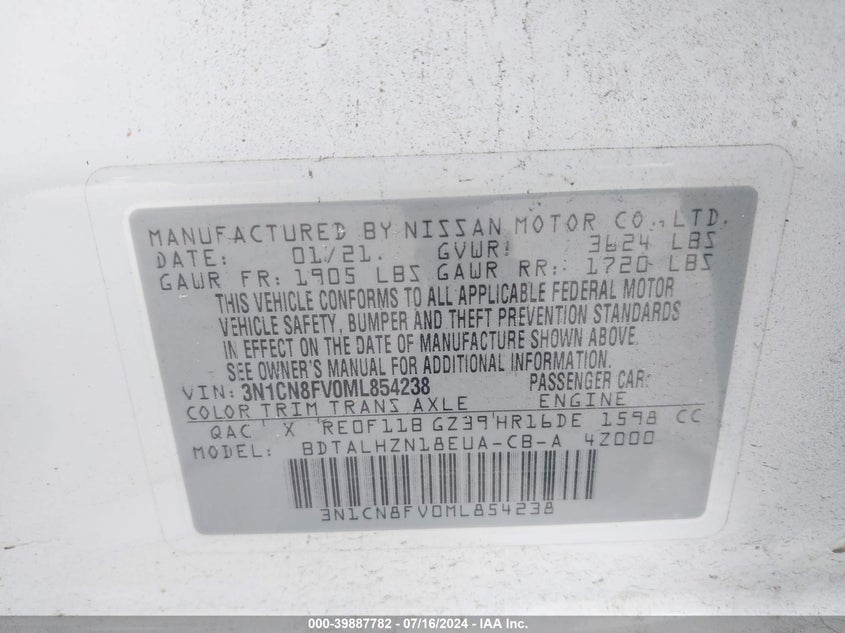 MANUFACTURED BY NISSAN MOTOR CO., LTD.
DATE: 01/21. GVWR: 3624 LBS
GAWR FR: 1905 LBS GAWR RR: 1720 LBS
THIS VEHICLE CONFORMS TO ALL APPLICABLE FEDERAL MOTOR
VEHICLE SAFETY, BUMPER AND THEFT PREVENTION STANDARDS
IN EFFECT ON THE DATE OF MANUFACTURE SHOWN ABOVE.
SEE OWNER'S MANUAL FOR ADDITIONAL INFORMATION.
VIN: 3N1CN8FV0ML854238 PASSENGER CAR:
COLOR TRIM TRANS AXLE ENGINE
QAC X RE0F11B GZ39 HR16DE 1598 CC
MODEL: BDTALHZN18EUA-CB-A 4Z000
3N1CN8FV0ML854238
000-39887782 - 07/16/2024 - IAA Inc.